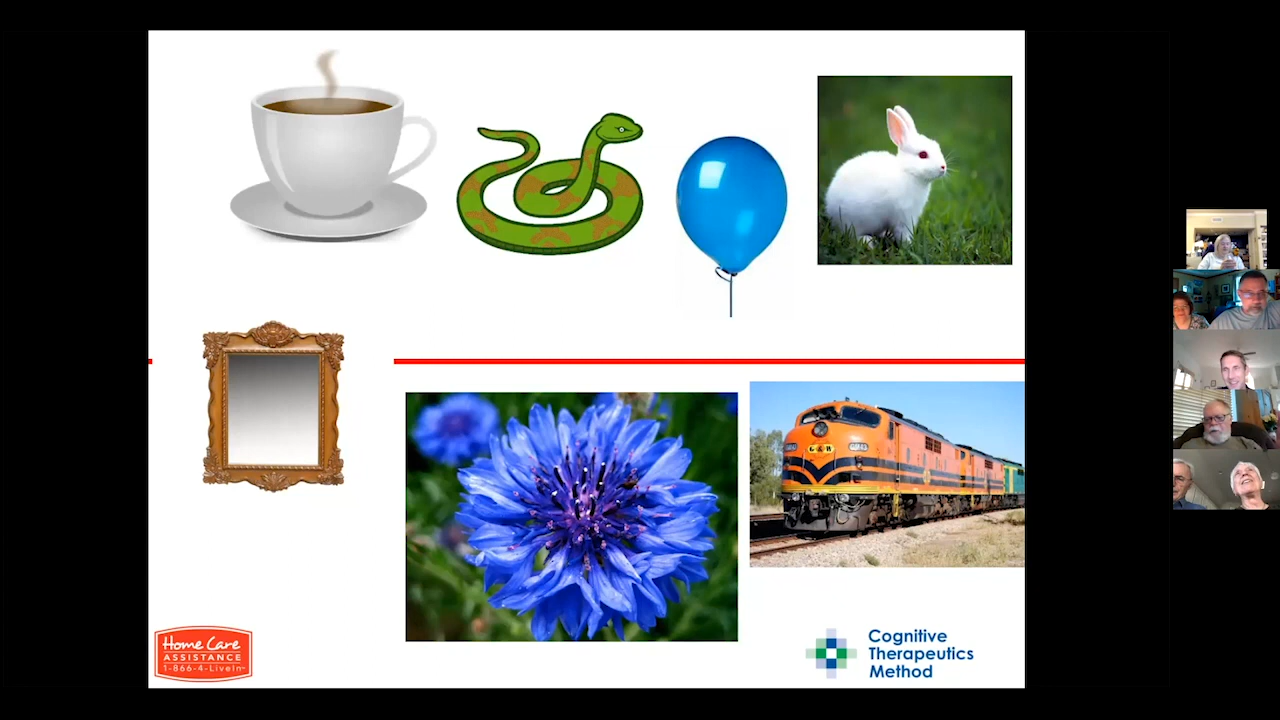 G & W
Home Care
ASSISTANCE
1-866-4-LiveIn
Cognitive
Therapeutics
Method